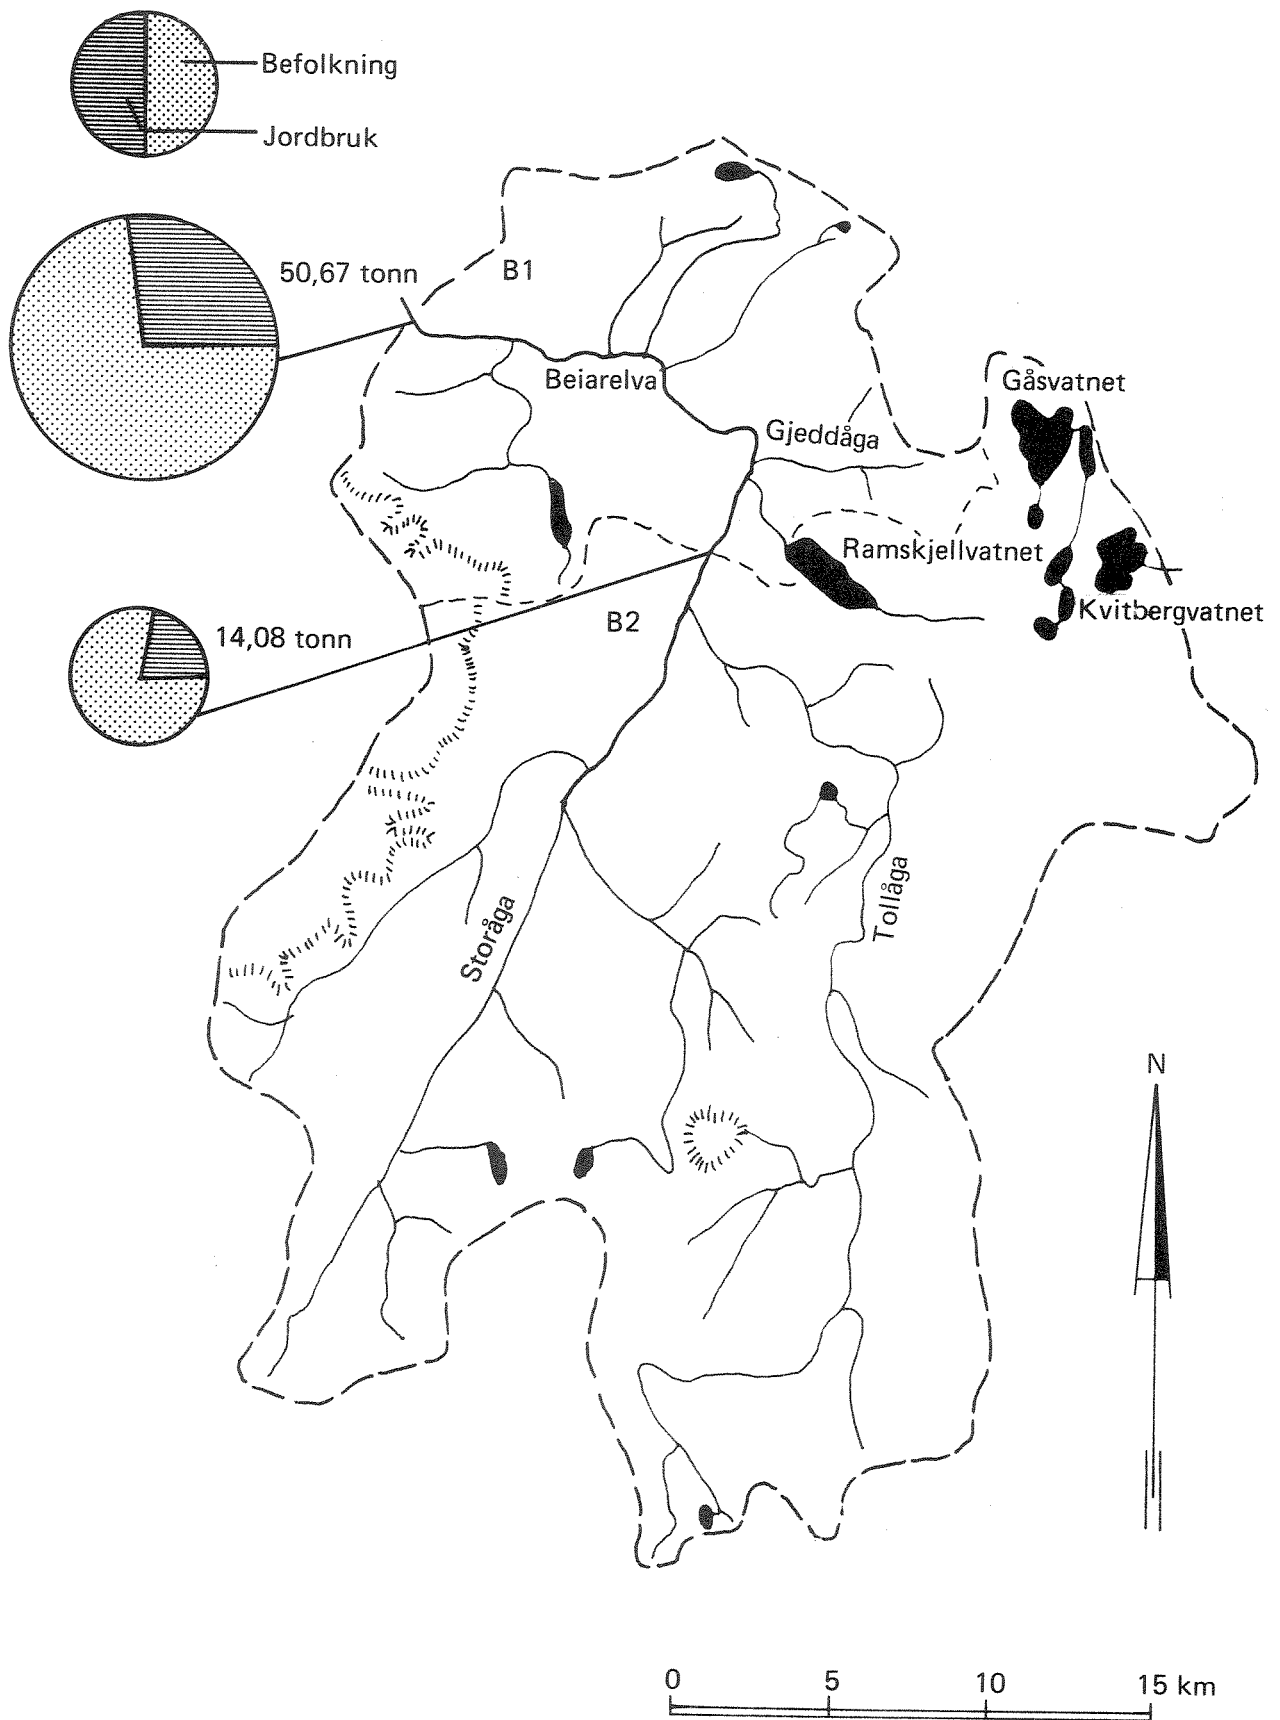 Befolkning
Jordbruk
50,67 tonn
B1
Beiarelva
Gåsvatnet
Gjeddåga
Ramskjellvatnet
Kvitbergvatnet
14,08 tonn
B2
Tollåga
Storåga
N
0 5 10 15 km